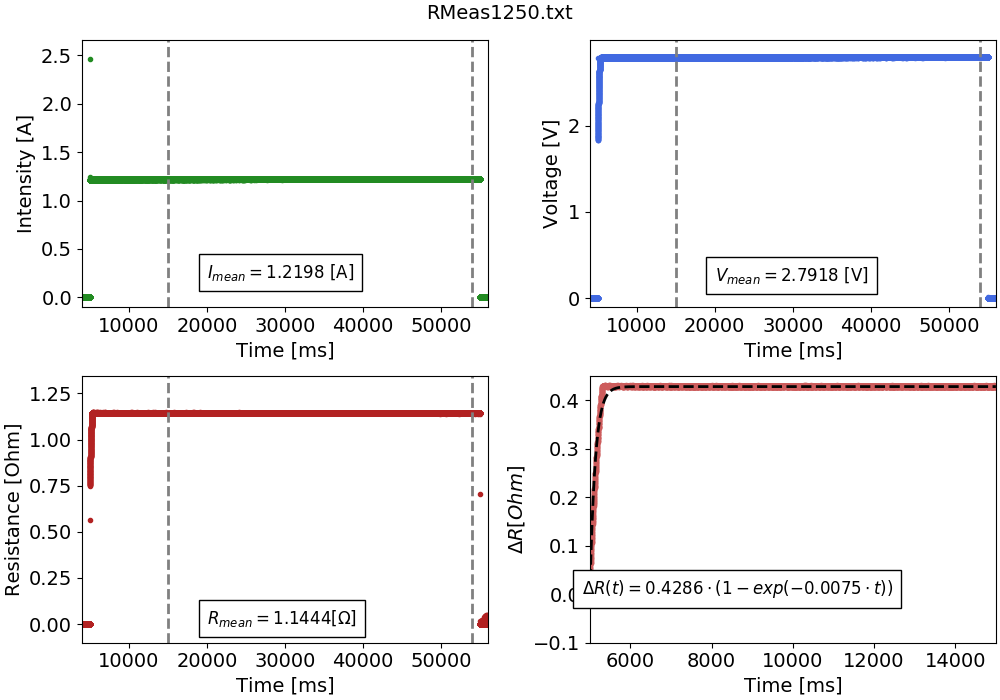 RMeas1250.txt
2.5
2.0
1.5
1.0
0.5
0.0
Intensity [A]
I_mean = 1.2198 [A]
10000 20000 30000 40000 50000
Time [ms]
2
1
0
Voltage [V]
V_mean = 2.7918 [V]
10000 20000 30000 40000 50000
Time [ms]
1.25
1.00
0.75
0.50
0.25
0.00
Resistance [Ohm]
R_mean = 1.1444[Ω]
10000 20000 30000 40000 50000
Time [ms]
0.4
0.3
0.2
0.1
−0.1
ΔR[Ohm]
ΔR(t) = 0.4286 · (1 − exp(−0.0075 · t))
6000 8000 10000 12000 14000
Time [ms]